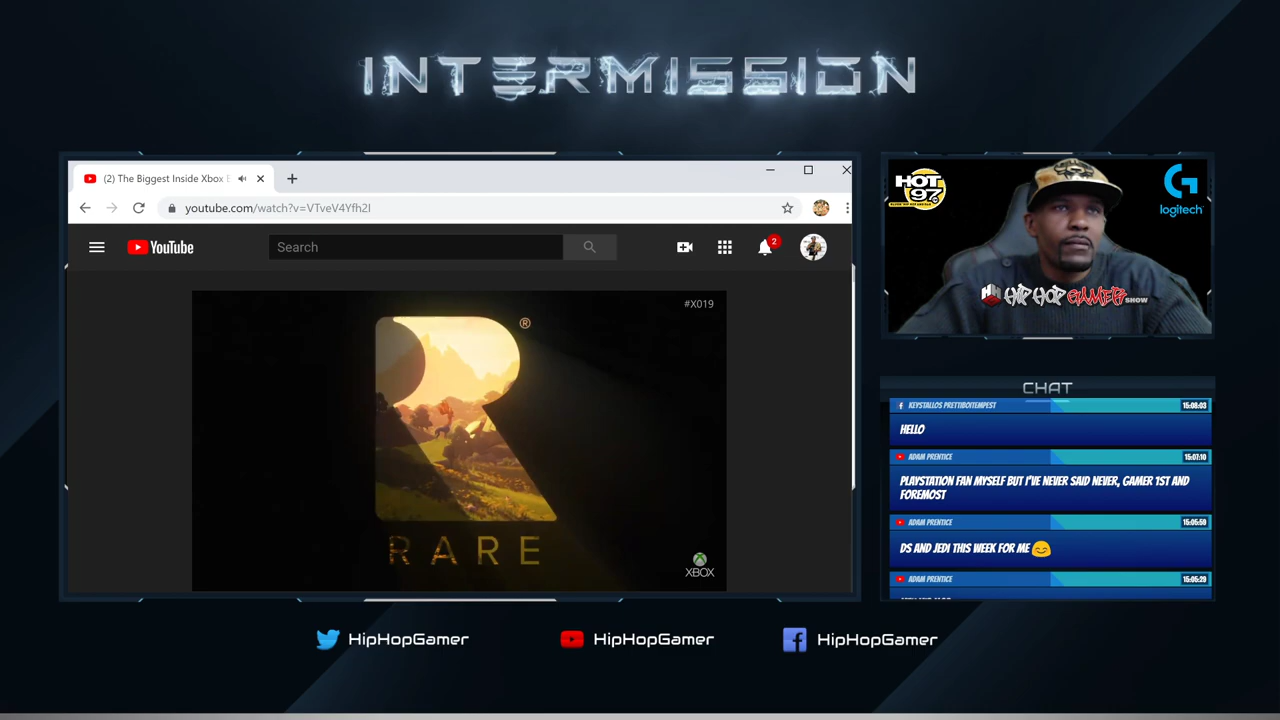 INTERMISSION
(2) The Biggest Inside Xbox E
youtube.com/watch?v=VTveV4Yfh2I
YouTube
Search
2
#X019
®
RARE
XBOX
HOT
97
logitech
HIP HOP GAMER SHOW
CHAT
KEYSTALLOS PRETTYBOITEMPEST
15:08:03
HELLO
ADAM PRENTICE
15:07:10
PLAYSTATION FAN MYSELF BUT I'VE NEVER SAID NEVER, GAMER 1ST AND
FOREMOST
ADAM PRENTICE
15:05:59
DS AND JEDI THIS WEEK FOR ME 😊
ADAM PRENTICE
15:05:29
HipHopGamer
HipHopGamer
HipHopGamer